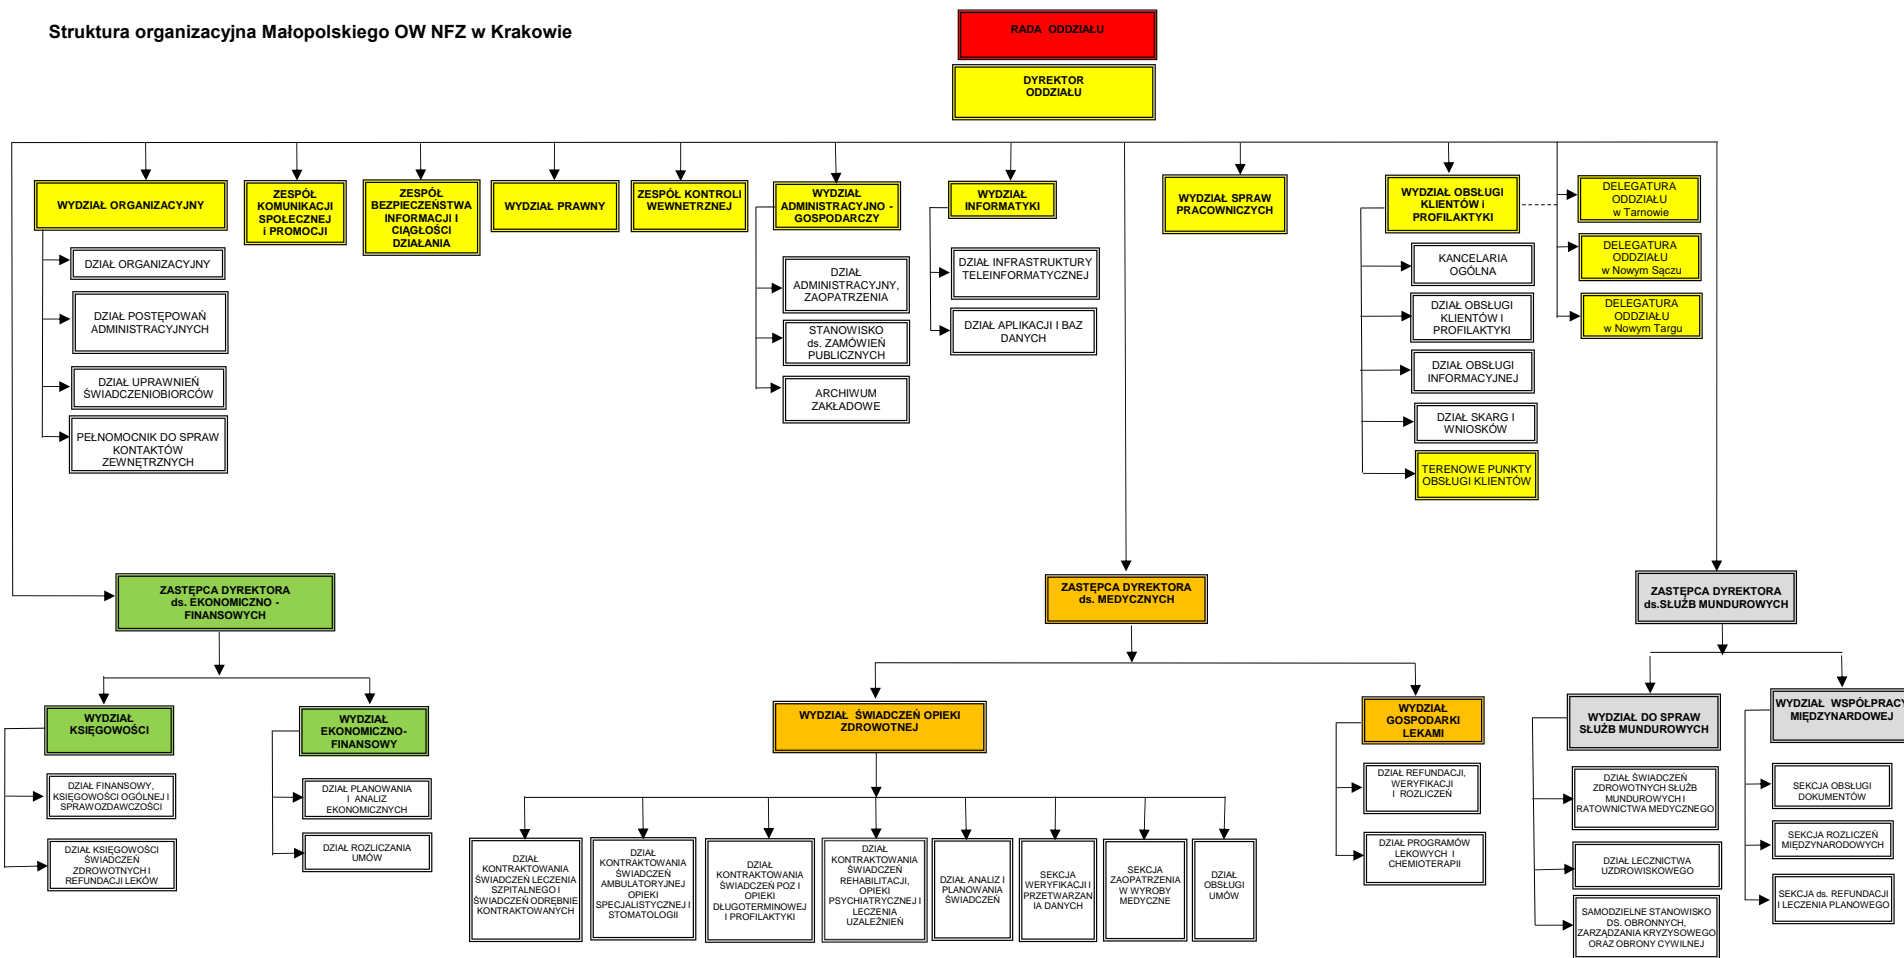 Struktura organizacyjna Małopolskiego OW NFZ w Krakowie
RADA ODDZIAŁU
DYREKTOR
ODDZIAŁU
WYDZIAŁ ORGANIZACYJNY
ZESPÓŁ
KOMUNIKACJI
SPOŁECZNEJ
i PROMOCJI
ZESPÓŁ
BEZPIECZEŃSTWA
INFORMACJI I
CIĄGŁOŚCI
DZIAŁANIA
WYDZIAŁ PRAWNY
ZESPÓŁ KONTROLI
WEWNETRZNEJ
WYDZIAŁ
ADMINISTRACYJNO -
GOSPODARCZY
WYDZIAŁ
INFORMATYKI
WYDZIAŁ SPRAW
PRACOWNICZYCH
WYDZIAŁ OBSŁUGI
KLIENTÓW i
PROFILAKTYKI
DELEGATURA
ODDZIAŁU
w Tarnowie
DELEGATURA
ODDZIAŁU
w Nowym Sączu
DELEGATURA
ODDZIAŁU
w Nowym Targu
DZIAŁ ORGANIZACYJNY
DZIAŁ POSTĘPOWAŃ
ADMINISTRACYJNYCH
DZIAŁ UPRAWNIEŃ
ŚWIADCZENIOBIORCÓW
PEŁNOMOCNIK DO SPRAW
KONTAKTÓW
ZEWNĘTRZNYCH
DZIAŁ
ADMINISTRACYJNY,
ZAOPATRZENIA
STANOWISKO
ds. ZAMÓWIEŃ
PUBLICZNYCH
ARCHIWUM
ZAKŁADOWE
DZIAŁ INFRASTRUKTURY
TELEINFORMATYCZNEJ
DZIAŁ APLIKACJI I BAZ
DANYCH
KANCELARIA
OGÓLNA
DZIAŁ OBSŁUGI
KLIENTÓW I
PROFILAKTYKI
DZIAŁ OBSŁUGI
INFORMACYJNEJ
DZIAŁ SKARG I
WNIOSKÓW
TERENOWE PUNKTY
OBSŁUGI KLIENTÓW
ZASTĘPCA DYREKTORA
ds. EKONOMICZNO -
FINANSOWYCH
ZASTĘPCA DYREKTORA
ds. MEDYCZNYCH
ZASTĘPCA DYREKTORA
ds.SŁUŻB MUNDUROWYCH
WYDZIAŁ
KSIĘGOWOŚCI
WYDZIAŁ
EKONOMICZNO-
FINANSOWY
WYDZIAŁ ŚWIADCZEŃ OPIEKI
ZDROWOTNEJ
WYDZIAŁ
GOSPODARKI
LEKAMI
WYDZIAŁ DO SPRAW
SŁUŻB MUNDUROWYCH
WYDZIAŁ WSPÓŁPRACY
MIĘDZYNARDOWEJ
DZIAŁ FINANSOWY,
KSIĘGOWOŚCI OGÓLNEJ I
SPRAWOZDAWCZOŚCI
DZIAŁ KSIĘGOWOŚCI
ŚWIADCZEŃ
ZDROWOTNYCH I
REFUNDACJI LEKÓW
DZIAŁ PLANOWANIA
I ANALIZ
EKONOMICZNYCH
DZIAŁ ROZLICZANIA
UMÓW
DZIAŁ
KONTRAKTOWANIA
ŚWIADCZEŃ LECZENIA
SZPITALNEGO I
ŚWIADCZEŃ ODRĘBNIE
KONTRAKTOWANYCH
DZIAŁ
KONTRAKTOWANIA
ŚWIADCZEŃ
AMBULATORYJNEJ
OPIEKI
SPECJALISTYCZNEJ I
STOMATOLOGII
DZIAŁ
KONTRAKTOWANIA
ŚWIADCZEŃ POZ I
OPIEKI
DŁUGOTERMINOWEJ
I PROFILAKTYKI
DZIAŁ
KONTRAKTOWANIA
ŚWIADCZEŃ
REHABILITACJI,
OPIEKI
PSYCHIATRYCZNEJ I
LECZENIA
UZALEŻNIEŃ
DZIAŁ ANALIZ I
PLANOWANIA
ŚWIADCZEŃ
SEKCJA
WERYFIKACJI I
PRZETWARZAN
IA DANYCH
SEKCJA
ZAOPATRZENIA
W WYROBY
MEDYCZNE
DZIAŁ
OBSŁUGI
UMÓW
DZIAŁ REFUNDACJI,
WERYFIKACJI
I ROZLICZEŃ
DZIAŁ PROGRAMÓW
LEKOWYCH I
CHEMIOTERAPII
DZIAŁ ŚWIADCZEŃ
ZDROWOTNYCH SŁUŻB
MUNDUROWYCH I
RATOWNICTWA MEDYCZNEGO
DZIAŁ LECZNICTWA
UZDROWISKOWEGO
SAMODZIELNE STANOWISKO
DS. OBRONNYCH,
ZARZĄDZANIA KRYZYSOWEGO
ORAZ OBRONY CYWILNEJ
SEKCJA OBSŁUGI
DOKUMENTÓW
SEKCJA ROZLICZEŃ
MIĘDZYNARODOWYCH
SEKCJA ds. REFUNDACJI
I LECZENIA PLANOWEGO